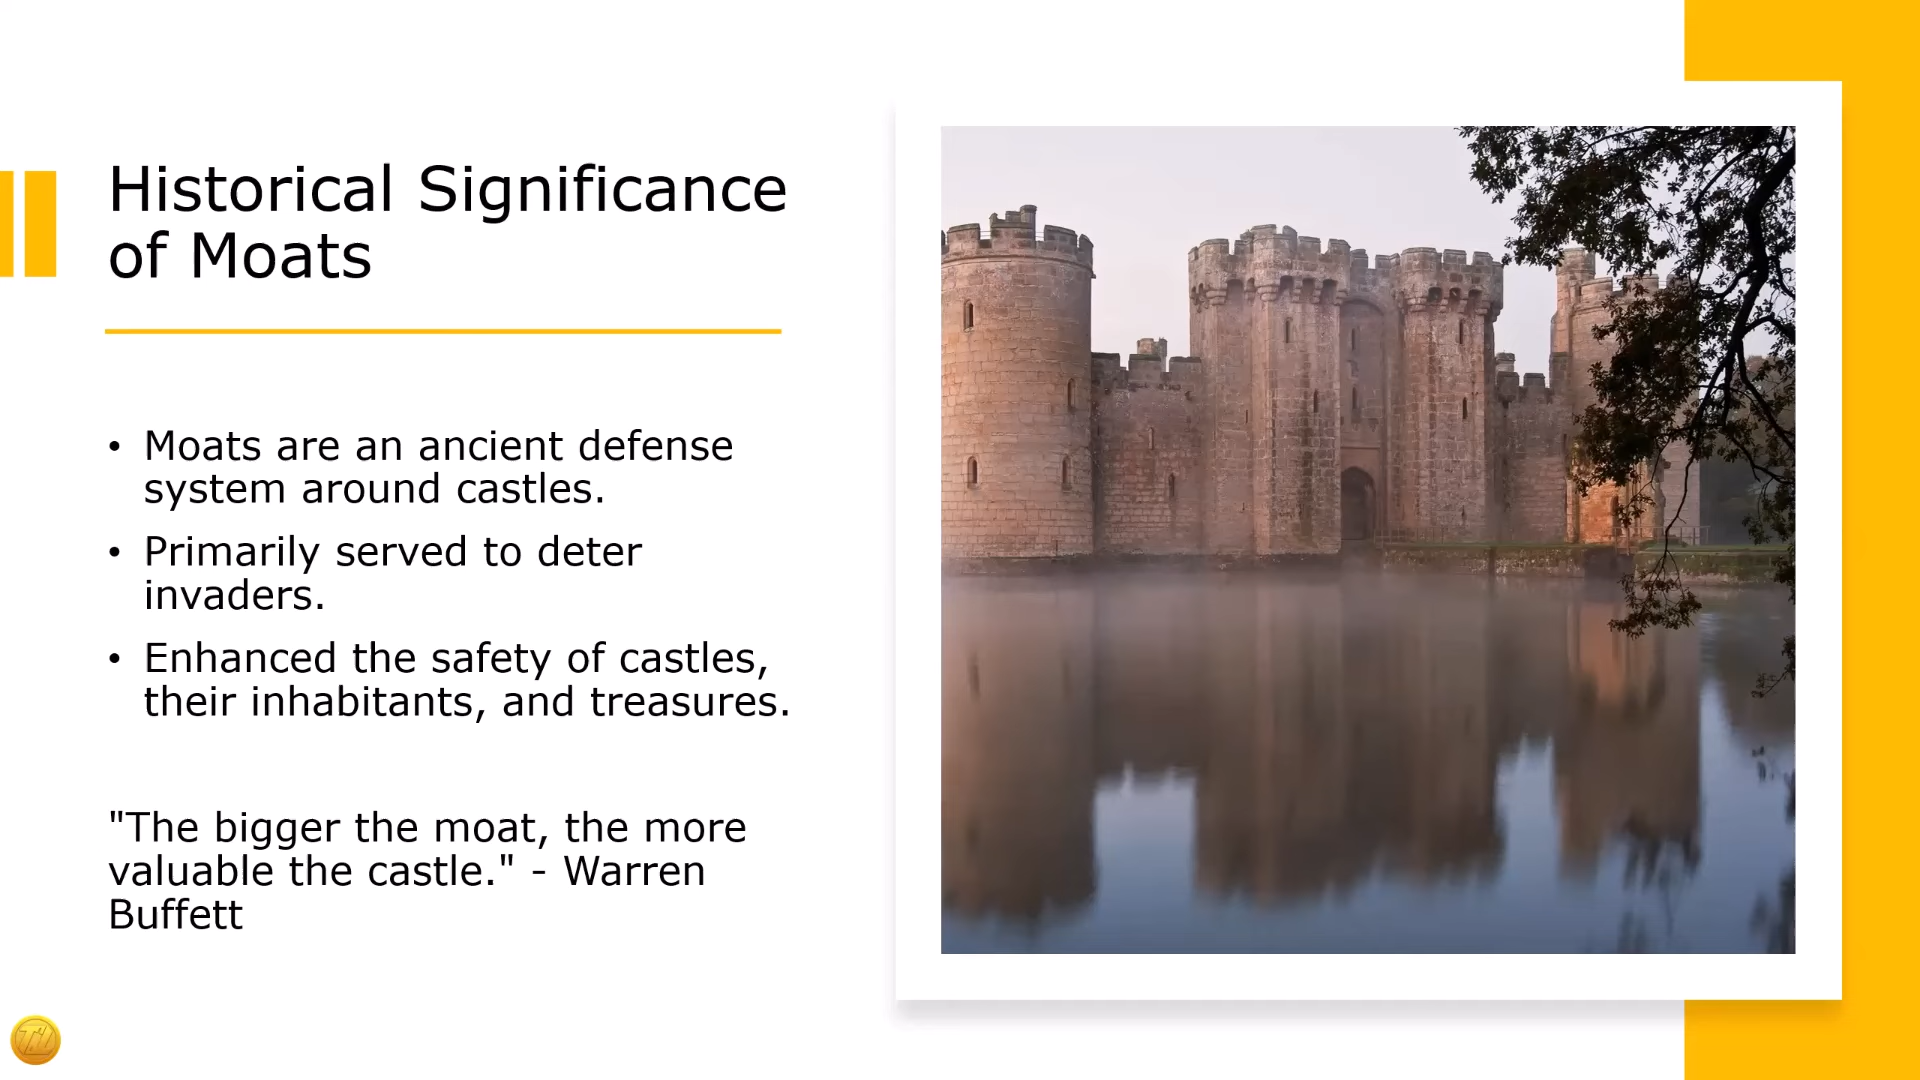 Historical Significance
of Moats
• Moats are an ancient defense
system around castles.
• Primarily served to deter
invaders.
• Enhanced the safety of castles,
their inhabitants, and treasures.
"The bigger the moat, the more
valuable the castle." - Warren
Buffett